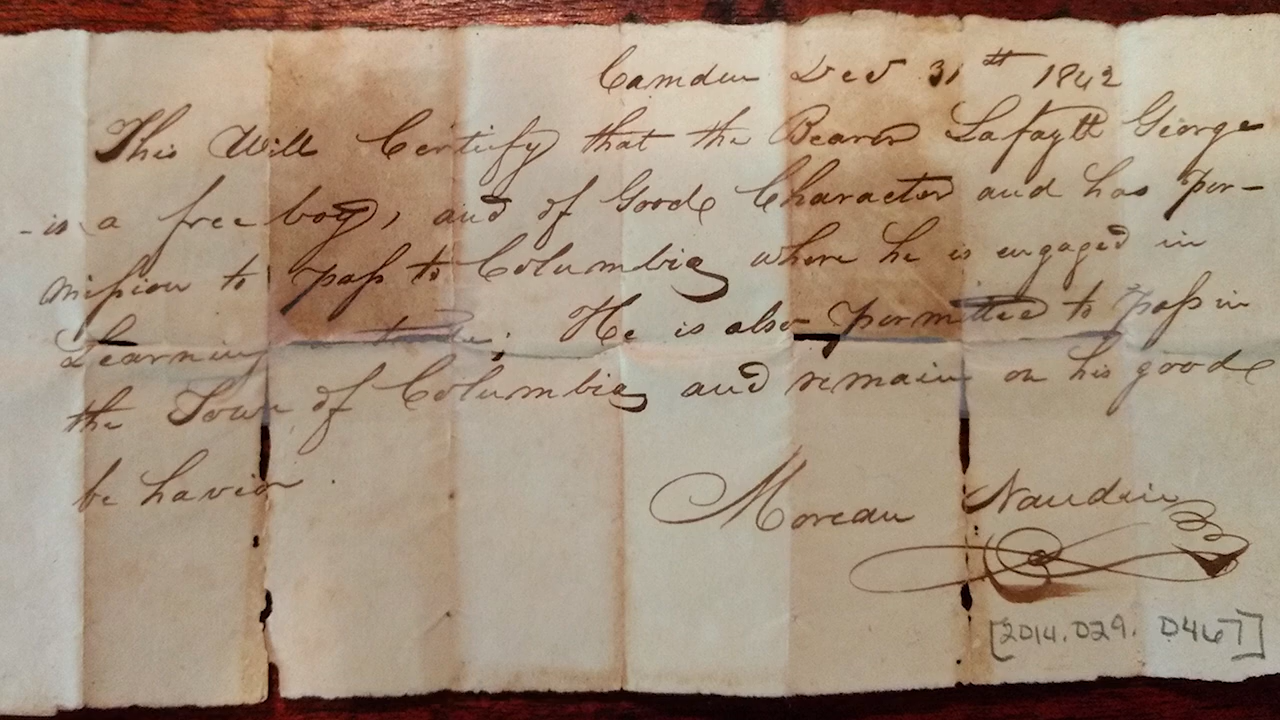 Camden Dec 31st 1842
This Will Certify that the Bearer Lafaytt George
- is a free boy, and of Good Character and has per-
mission to pass to Columbia where he is engaged in
Learning a trade; He is also permitted to pass in
the Town of Columbia and remain on his good
be havior.
Moreau Naudin
[2014.029.0467]